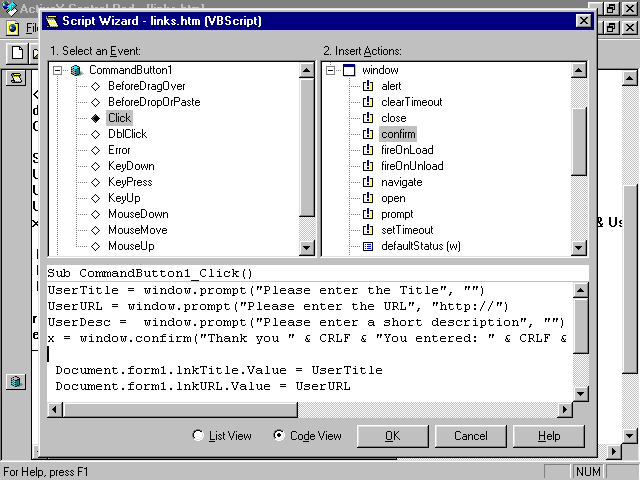 ActiveX Control Pad - [links.htm]
Script Wizard - links.htm (VBScript)
1. Select an Event:
2. Insert Actions:
CommandButton1
BeforeDragOver
BeforeDropOrPaste
Click
DblClick
Error
KeyDown
KeyPress
KeyUp
MouseDown
MouseMove
MouseUp
window
alert
clearTimeout
close
confirm
fireOnLoad
fireOnUnload
navigate
open
prompt
setTimeout
defaultStatus (w)
& Us
Sub CommandButton1_Click()
UserTitle = window.prompt("Please enter the Title", "")
UserURL = window.prompt("Please enter the URL", "http://")
UserDesc =  window.prompt("Please enter a short description", "")
x = window.confirm("Thank you " & CRLF & "You entered: " & CRLF &
Document.form1.lnkTitle.Value = UserTitle
Document.form1.lnkURL.Value = UserURL
List View
Code View
OK
Cancel
Help
For Help, press F1
NUM